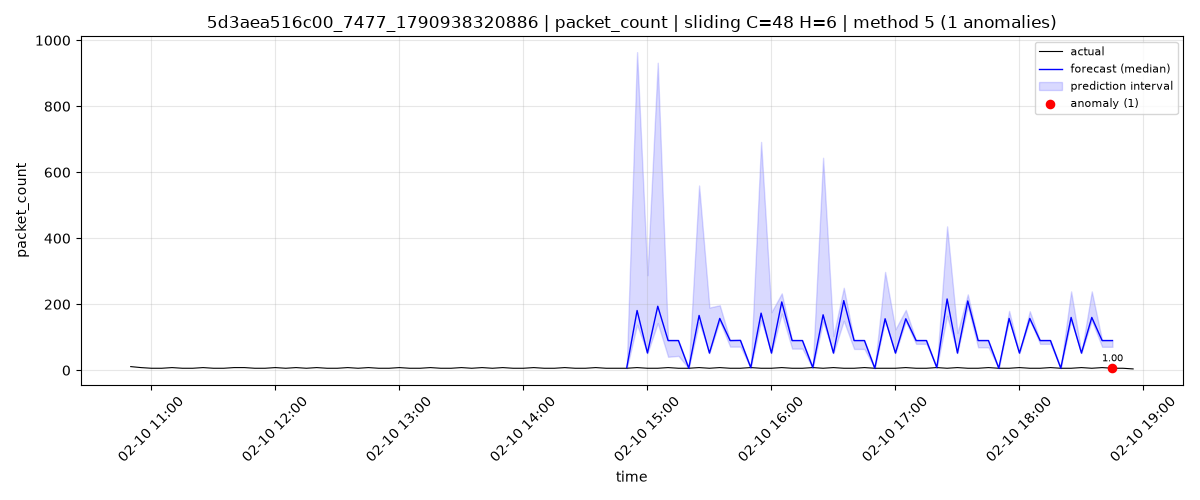 5d3aea516c00_7477_1790938320886 | packet_count | sliding C=48 H=6 | method 5 (1 anomalies)
actual
forecast (median)
prediction interval
anomaly (1)
packet_count
1000
800
600
400
200
0
1.00
02-10 11:00
02-10 12:00
02-10 13:00
02-10 14:00
02-10 15:00
02-10 16:00
02-10 17:00
02-10 18:00
02-10 19:00
time